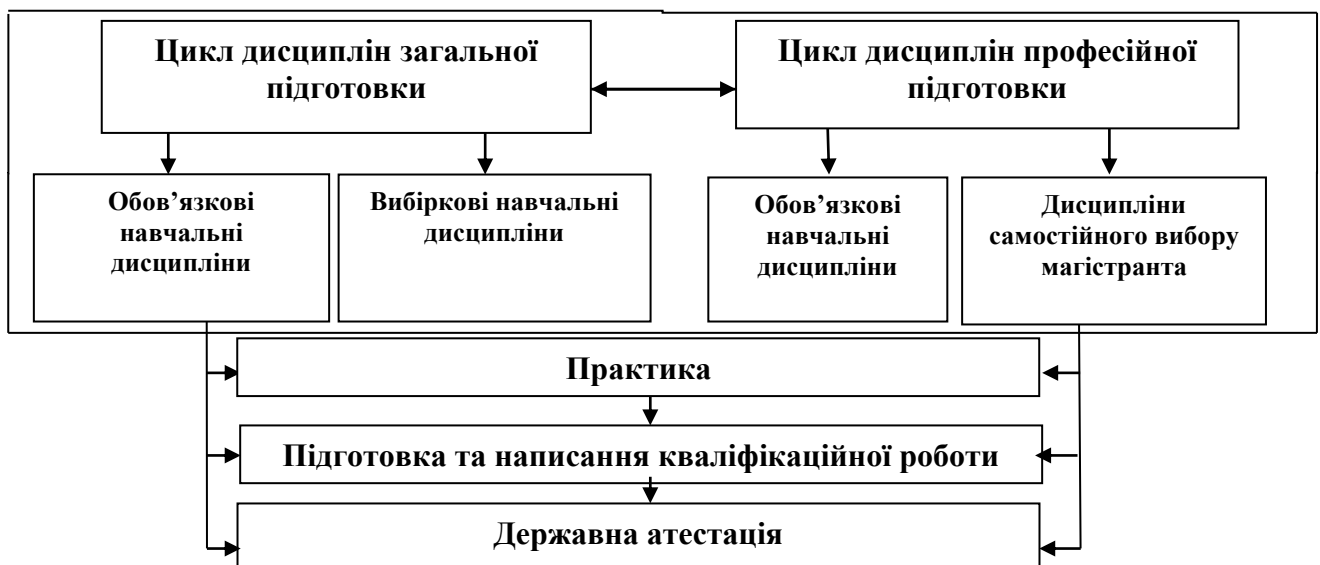 Цикл дисциплін загальної
підготовки
Цикл дисциплін професійної
підготовки
Обов’язкові
навчальні
дисципліни
Вибіркові навчальні
дисципліни
Обов’язкові
навчальні
дисципліни
Дисципліни
самостійного вибору
магістранта
Практика
Підготовка та написання кваліфікаційної роботи
Державна атестація